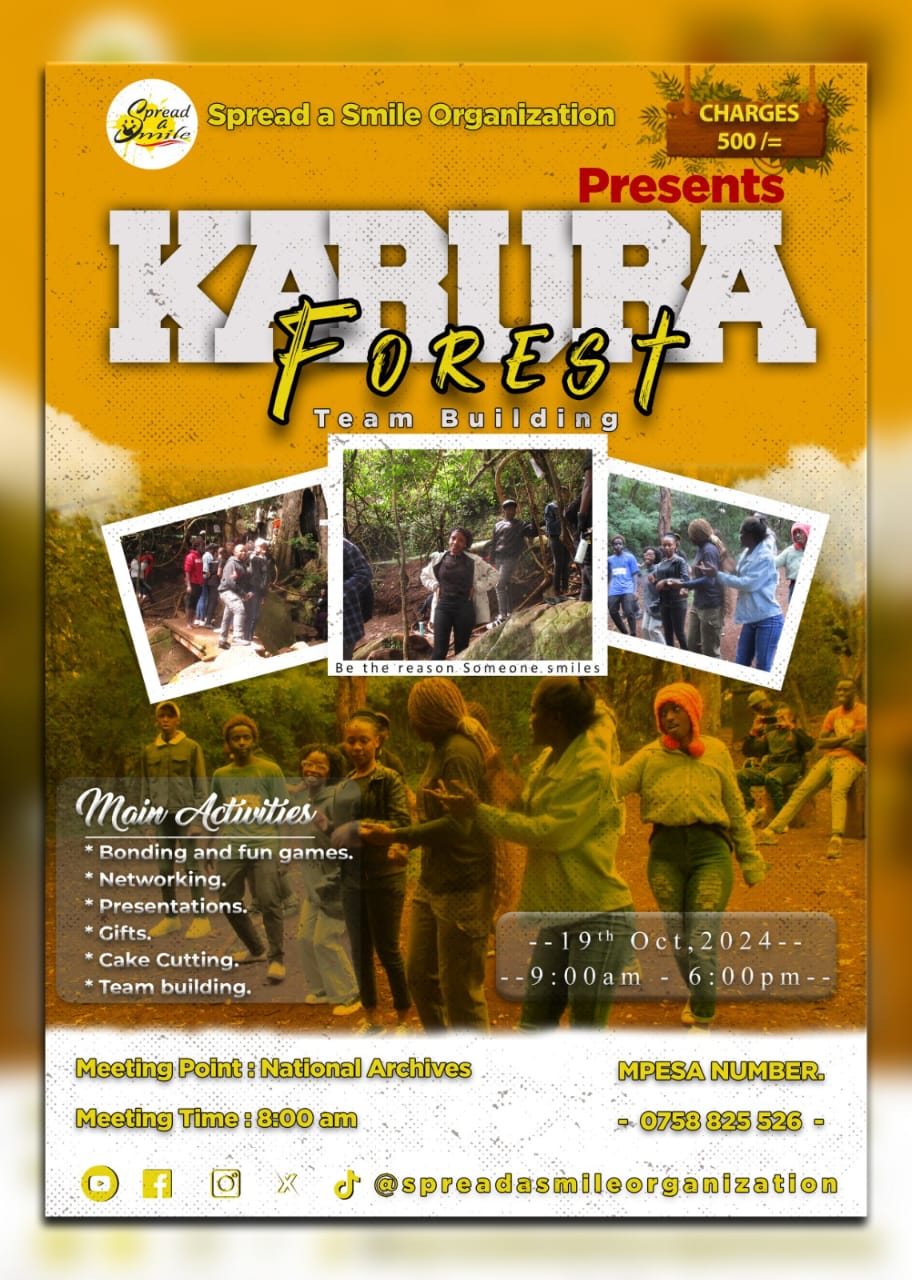 Spread
a
Smile
Spread a Smile Organization
CHARGES
500 /=
Presents
KARURA
FOREST
Team Building
Be the reason Someone smiles
Main Activities
* Bonding and fun games.
* Networking.
* Presentations.
* Gifts.
* Cake Cutting.
* Team building.
--19th Oct,2024--
--9:00am - 6:00pm--
Meeting Point : National Archives
MPESA NUMBER.
Meeting Time : 8:00 am
- 0758 825 526 -
@spreadasmileorganization